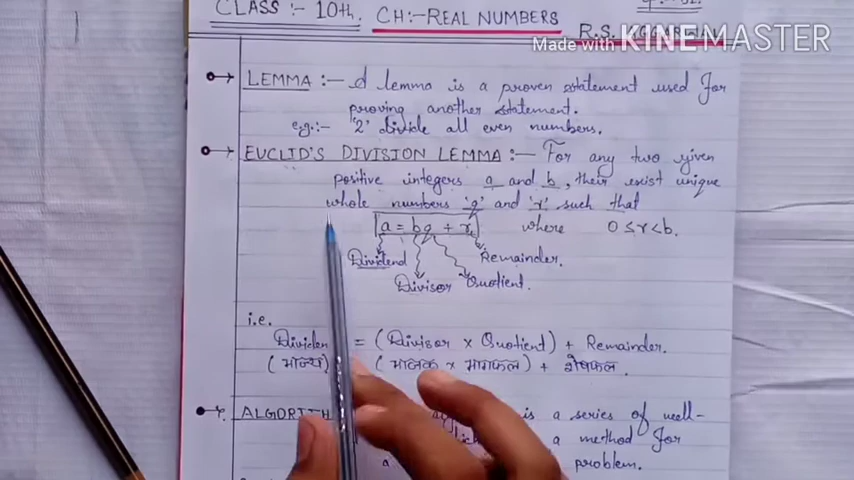 CLASS :- 10th. CH:-REAL NUMBERS
R.S.
Made with KINEMASTER
LEMMA :- A lemma is a proven statement used for
proving another statement.
e.g.:- '2' divide all even numbers.
EUCLID'S DIVISION LEMMA :- For any two given
positive integers a and b, their exist unique
whole numbers 'q' and 'r' such that
a = bq + r, where 0 ≤ r < b.
Dividend Remainder.
Divisor Quotient.
i.e.
= (Divisor × Quotient) + Remainder.
(भाज्य) (भाजक × भागफल) + शेषफल.
is a series of well-
a method for
a problem.